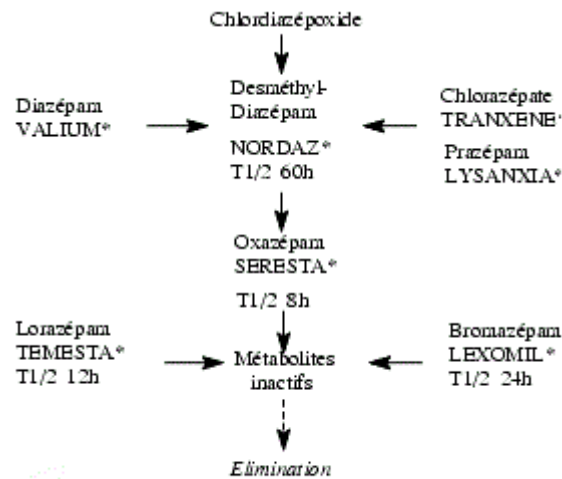 Chlordiazépoxide
Desméthyl-
Diazépam
NORDAZ*
T1/2 60h
Diazépam
VALIUM*
Chlorazépate
TRANXENE*
Prazépam
LYSANXIA*
Oxazépam
SERESTA*
T1/2 8h
Lorazépam
TEMESTA*
T1/2 12h
Métabolites
inactifs
Bromazépam
LEXOMIL*
T1/2 24h
Elimination